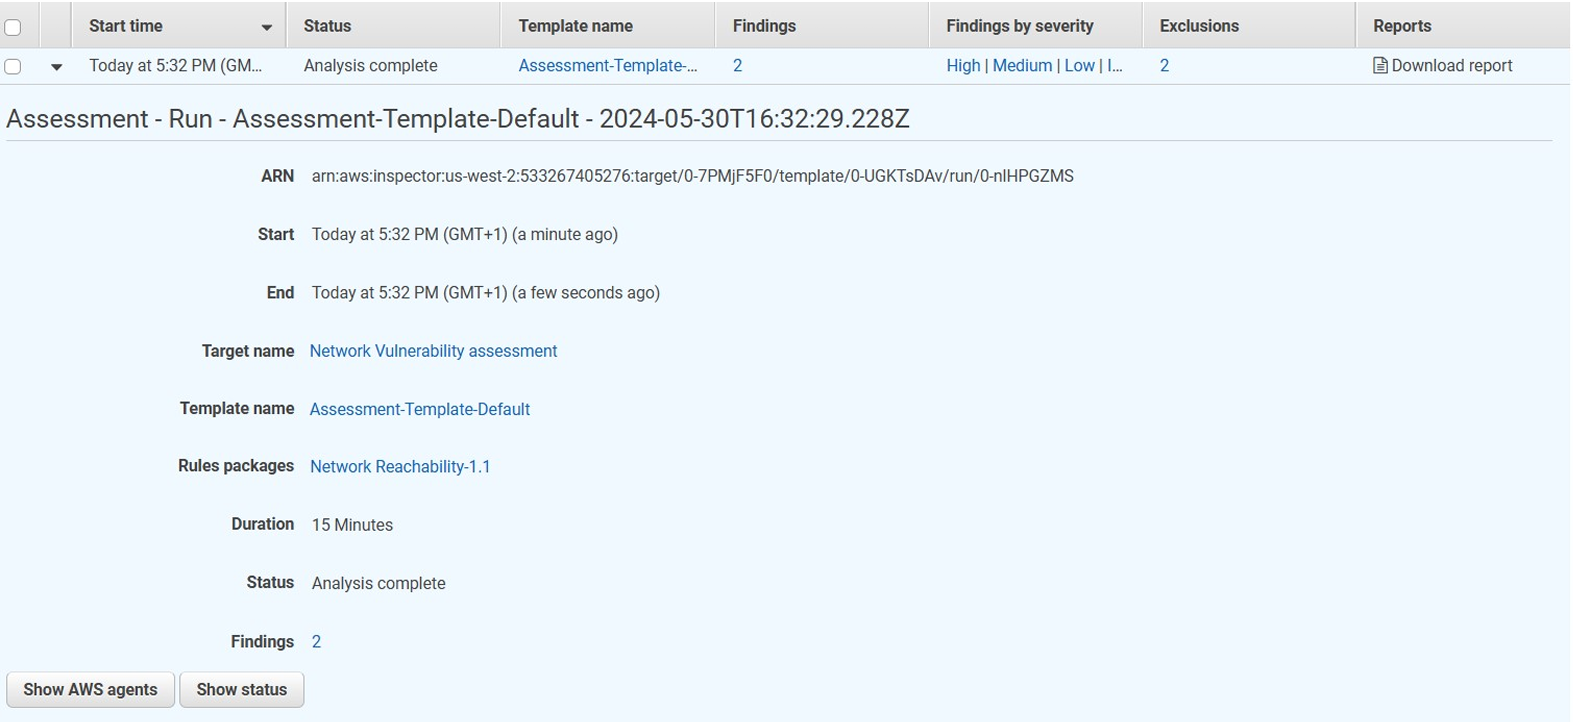 Start time Status Template name Findings Findings by severity Exclusions Reports
Today at 5:32 PM (GM... Analysis complete Assessment-Template-... 2 High | Medium | Low | I... 2 Download report
Assessment - Run - Assessment-Template-Default - 2024-05-30T16:32:29.228Z
ARN arn:aws:inspector:us-west-2:533267405276:target/0-7PMjF5F0/template/0-UGKTsDAv/run/0-nlHPGZMS
Start Today at 5:32 PM (GMT+1) (a minute ago)
End Today at 5:32 PM (GMT+1) (a few seconds ago)
Target name Network Vulnerability assessment
Template name Assessment-Template-Default
Rules packages Network Reachability-1.1
Duration 15 Minutes
Status Analysis complete
Findings 2
Show AWS agents Show status